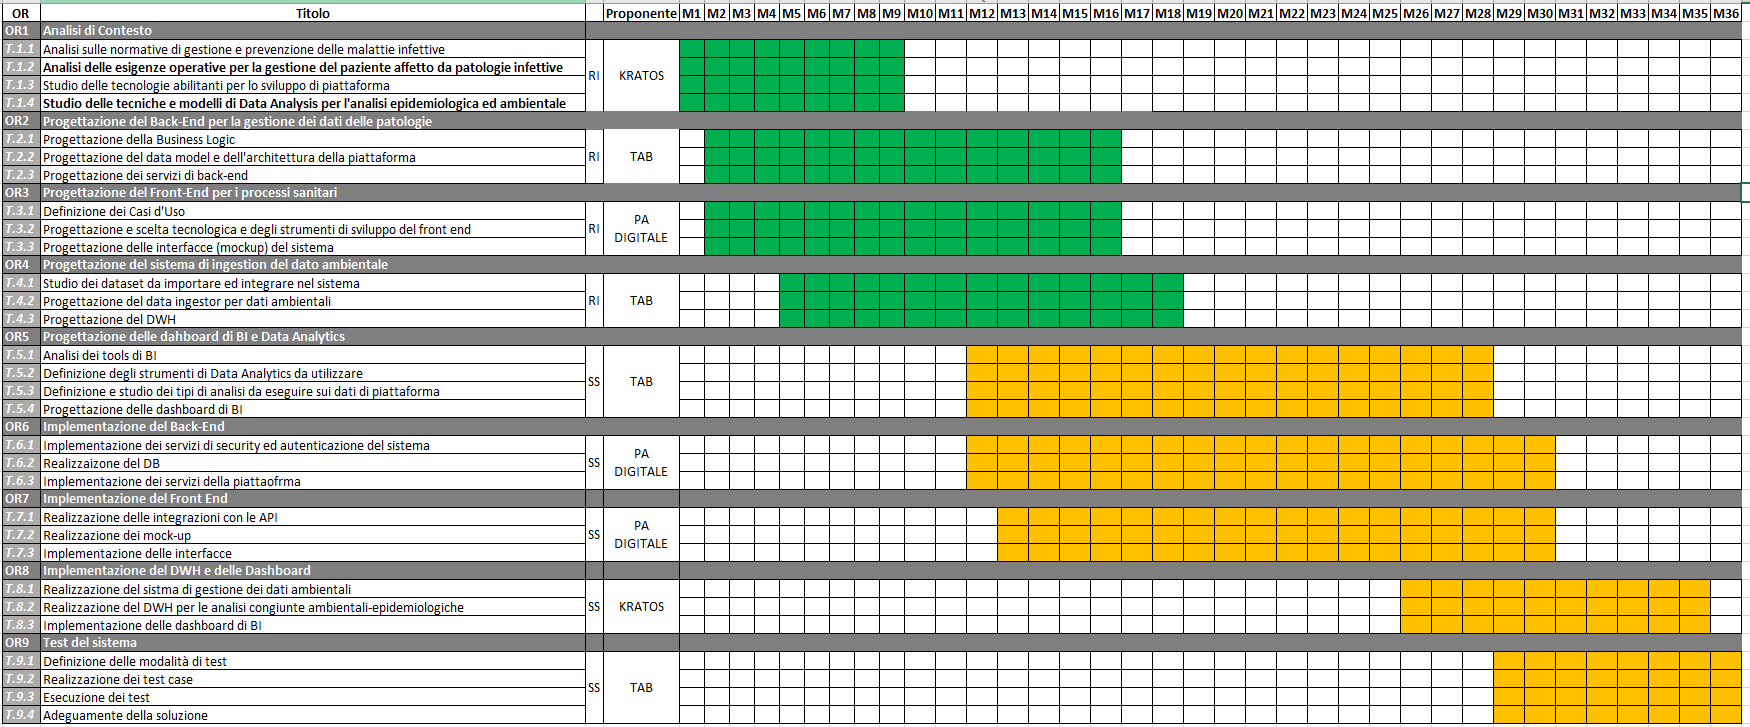 OR Titolo Proponente M1 M2 M3 M4 M5 M6 M7 M8 M9 M10 M11 M12 M13 M14 M15 M16 M17 M18 M19 M20 M21 M22 M23 M24 M25 M26 M27 M28 M29 M30 M31 M32 M33 M34 M35 M36
OR1 Analisi di Contesto
T.1.1 Analisi sulle normative di gestione e prevenzione delle malattie infettive
T.1.2 Analisi delle esigenze operative per la gestione del paziente affetto da patologie infettive
RI KRATOS
T.1.3 Studio delle tecnologie abilitanti per lo sviluppo di piattaforma
T.1.4 Studio delle tecniche e modelli di Data Analysis per l'analisi epidemiologica ed ambientale
OR2 Progettazione del Back-End per la gestione dei dati delle patologie
T.2.1 Progettazione della Business Logic
T.2.2 Progettazione del data model e dell'architettura della piattaforma RI TAB
T.2.3 Progettazione dei servizi di back-end
OR3 Progettazione del Front-End per i processi sanitari
T.3.1 Definizione dei Casi d'Uso
T.3.2 Progettazione e scelta tecnologica e degli strumenti di sviluppo del front end RI PA DIGITALE
T.3.3 Progettazione delle interfacce (mockup) del sistema
OR4 Progettazione del sistema di ingestion del dato ambientale
T.4.1 Studio dei dataset da importare ed integrare nel sistema
T.4.2 Progettazione del data ingestor per dati ambientali RI TAB
T.4.3 Progettazione del DWH
OR5 Progettazione delle dahboard di BI e Data Analytics
T.5.1 Analisi dei tools di BI
T.5.2 Definizione degli strumenti di Data Analytics da utilizzare
SS TAB
T.5.3 Definizione e studio dei tipi di analisi da eseguire sui dati di piattaforma
T.5.4 Progettazione delle dashboard di BI
OR6 Implementazione del Back-End
T.6.1 Implementazione dei servizi di security ed autenticazione del sistema
T.6.2 Realizzaizone del DB SS PA DIGITALE
T.6.3 Implementazione dei servizi della piattaofrma
OR7 Implementazione del Front End
T.7.1 Realizzazione delle integrazioni con le API
T.7.2 Realizzazione dei mock-up SS PA DIGITALE
T.7.3 Implementazione delle interfacce
OR8 Implementazione del DWH e delle Dashboard
T.8.1 Realizzazione del sistma di gestione dei dati ambientali
T.8.2 Realizzazione del DWH per le analisi congiunte ambientali-epidemiologiche SS KRATOS
T.8.3 Implementazione delle dashboard di BI
OR9 Test del sistema
T.9.1 Definizione delle modalità di test
T.9.2 Realizzazione dei test case
SS TAB
T.9.3 Esecuzione dei test
T.9.4 Adeguamente della soluzione